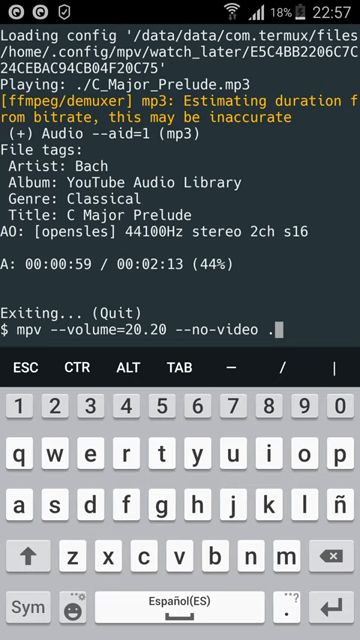 18% 22:57
Loading config '/data/data/com.termux/files
/home/.config/mpv/watch_later/E5C4BB2206C7C
24CEBAC94CB04F20C75'
Playing: ./C_Major_Prelude.mp3
[ffmpeg/demuxer] mp3: Estimating duration f
rom bitrate, this may be inaccurate
(+) Audio --aid=1 (mp3)
File tags:
Artist: Bach
Album: YouTube Audio Library
Genre: Classical
Title: C Major Prelude
AO: [opensles] 44100Hz stereo 2ch s16
A: 00:00:59 / 00:02:13 (44%)
Exiting... (Quit)
$ mpv --volume=20.20 --no-video .
ESC CTR ALT TAB — / |
1 2 3 4 5 6 7 8 9 0
q w e r t y u i o p
a s d f g h j k l ñ
z x c v b n m
Sym Español(ES) . ...?